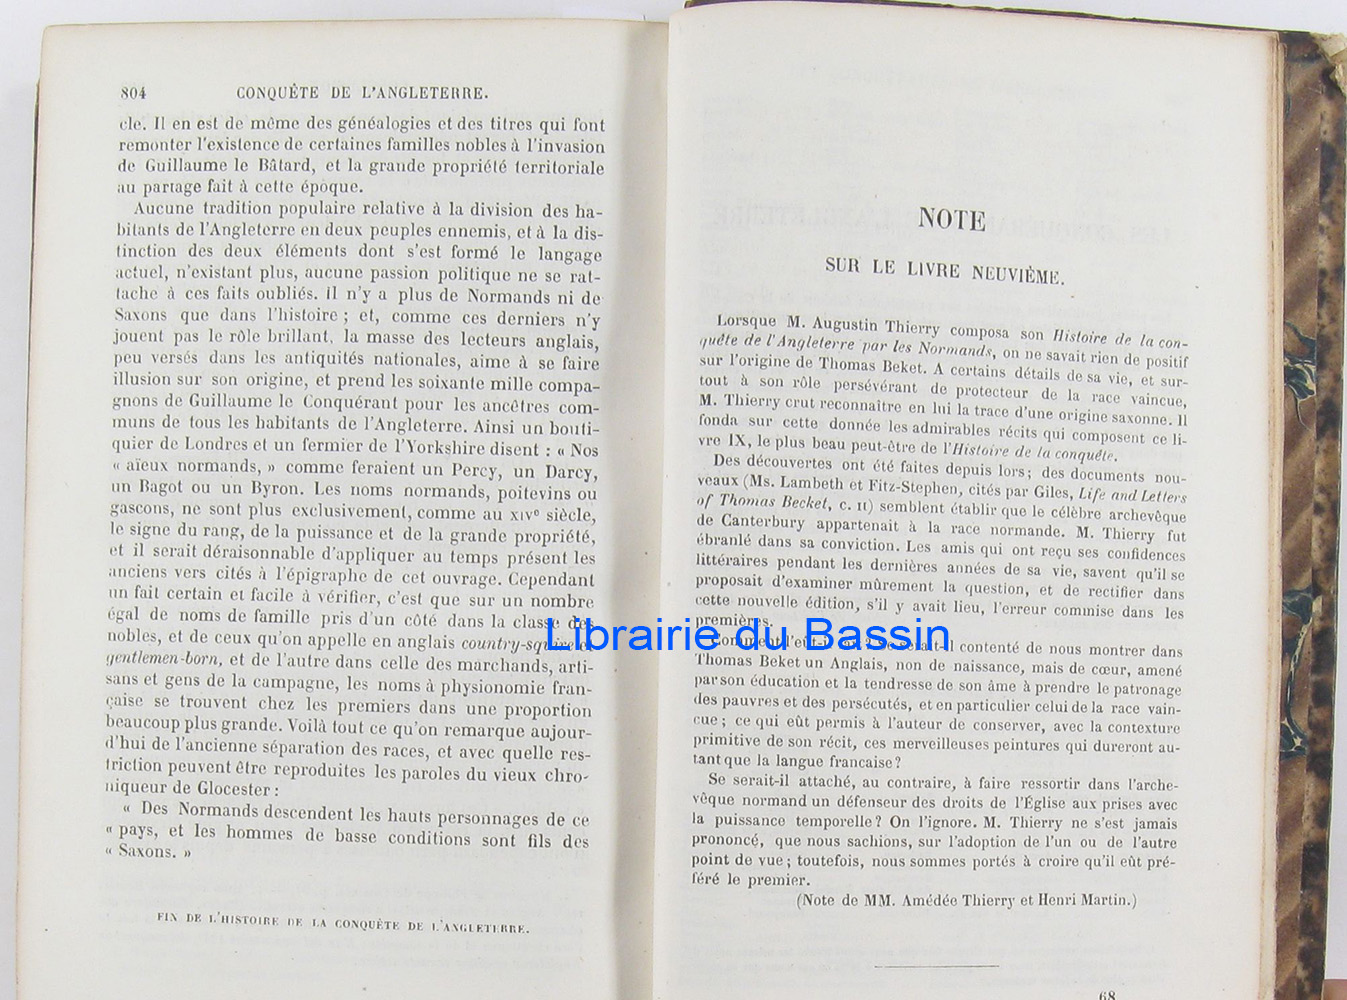 804 CONQUÊTE DE L'ANGLETERRE.
cle. Il en est de même des généalogies et des titres qui font
remonter l'existence de certaines familles nobles à l'invasion
de Guillaume le Bâtard, et la grande propriété territoriale
au partage fait à cette époque.
Aucune tradition populaire relative à la division des ha-
bitants de l'Angleterre en deux peuples ennemis, et à la dis-
tinction des deux éléments dont s'est formé le langage
actuel, n'existant plus, aucune passion politique ne se rat-
tache à ces faits oubliés. Il n'y a plus de Normands ni de
Saxons que dans l'histoire ; et, comme ces derniers n'y
jouent pas le rôle brillant, la masse des lecteurs anglais,
peu versés dans les antiquités nationales, aime à se faire
illusion sur son origine, et prend les soixante mille compa-
gnons de Guillaume le Conquérant pour les ancêtres com-
muns de tous les habitants de l'Angleterre. Ainsi un bouti-
quier de Londres et un fermier de l'Yorkshire disent : « Nos
« aïeux normands, » comme feraient un Percy, un Darcy,
un Bagot ou un Byron. Les noms normands, poitevins ou
gascons, ne sont plus exclusivement, comme au XIVe siècle,
le signe du rang, de la puissance et de la grande propriété,
et il serait déraisonnable d'appliquer au temps présent les
anciens vers cités à l'épigraphe de cet ouvrage. Cependant
un fait certain et facile à vérifier, c'est que sur un nombre
égal de noms de famille pris d'un côté dans la classe des
nobles, et de ceux qu'on appelle en anglais country-squire et
gentlemen-born, et de l'autre dans celle des marchands, arti-
sans et gens de la campagne, les noms à physionomie fran-
çaise se trouvent chez les premiers dans une proportion
beaucoup plus grande. Voilà tout ce qu'on remarque aujour-
d'hui de l'ancienne séparation des races, et avec quelle res-
triction peuvent être reproduites les paroles du vieux chro-
niqueur de Glocester :
« Des Normands descendent les hauts personnages de ce
« pays, et les hommes de basse conditions sont fils des
« Saxons. »
FIN DE L'HISTOIRE DE LA CONQUÊTE DE L'ANGLETERRE.
NOTE
SUR LE LIVRE NEUVIÈME.
Lorsque M. Augustin Thierry composa son Histoire de la con-
quête de l'Angleterre par les Normands, on ne savait rien de positif
sur l'origine de Thomas Beket. A certains détails de sa vie, et sur-
tout à son rôle persévérant de protecteur de la race vaincue,
M. Thierry crut reconnaître en lui la trace d'une origine saxonne. Il
fonda sur cette donnée les admirables récits qui composent ce li-
vre IX, le plus beau peut-être de l'Histoire de la conquête.
Des découvertes ont été faites depuis lors ; des documents nou-
veaux (Ms. Lambeth et Fitz-Stephen, cités par Giles, Life and Letters
of Thomas Becket, c. II) semblent établir que le célèbre archevêque
de Canterbury appartenait à la race normande. M. Thierry fut
ébranlé dans sa conviction. Les amis qui ont reçu ses confidences
littéraires pendant les dernières années de sa vie, savent qu'il se
proposait d'examiner mûrement la question, et de rectifier dans
cette nouvelle édition, s'il y avait lieu, l'erreur commise dans les
premières.
Librairie du Bassin
Comment l'eût-il fait ? Se serait-il contenté de nous montrer dans
Thomas Beket un Anglais, non de naissance, mais de cœur, amené
par son éducation et la tendresse de son âme à prendre le patronage
des pauvres et des persécutés, et en particulier celui de la race vain-
cue ; ce qui eût permis à l'auteur de conserver, avec la contexture
primitive de son récit, ces merveilleuses peintures qui dureront au-
tant que la langue francaise ?
Se serait-il attaché, au contraire, à faire ressortir dans l'arche-
vêque normand un défenseur des droits de l'Église aux prises avec
la puissance temporelle ? On l'ignore. M. Thierry ne s'est jamais
prononcé, que nous sachions, sur l'adoption de l'un ou de l'autre
point de vue ; toutefois, nous sommes portés à croire qu'il eût pré-
féré le premier.
(Note de MM. Amédée Thierry et Henri Martin.)
68